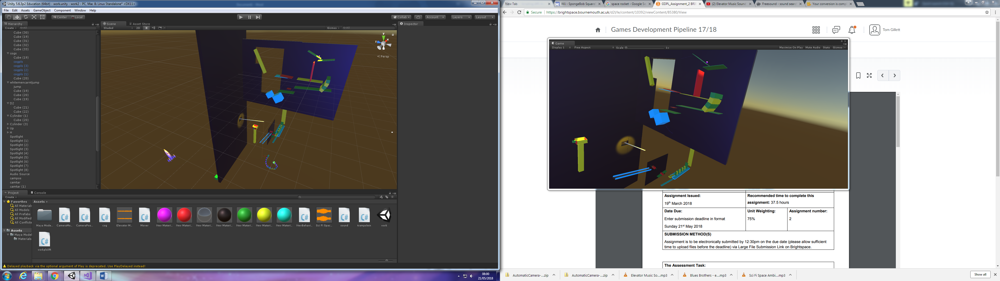 Unity 5.6.3p2 Education (64bit) - work.unity - work2 - PC, Mac & Linux Standalone* <DX11>
File Edit Assets GameObject Component Window Help
Center Local
Collab Account Layers Layout
Hierarchy
Create All
Cube (30)
Cube (19)
Cube (31)
Cube (32)
Cube (33)
cogs
Cube (19)
cogpls
cogpls (3)
cogpls (2)
cogpls (1)
Cube (20)
whitemencarntjump
jump
Cube (19)
Cube (20)
Cube (19)
D2
Cube (21)
Cube (22)
Cylinder (1)
Cube (20)
Cylinder (3)
Up
H
Spotlight
Spotlight (1)
Spotlight (2)
Spotlight (3)
Spotlight (4)
Spotlight (5)
Spotlight (6)
Spotlight (7)
Spotlight (8)
Audio Source
campos
camtar
camtar (1)
Scene Asset Store
Shaded 2D Gizmos All
y
x
z
Persp
Inspector
Project Console
Create
Favorites
All Materials
All Models
All Prefabs
All Modified
All Conflicte
Assets
Maya Model
Materials
Assets
Maya Mode... CameraMo... CameraPos... cog Elevator M... Mover New Materi... New Materi... New Materi... New Materi... New Materi... New Materi... New Materi... NewBehavi... Sci Fi Spac... sound trampolein work
workplslift
Delayed playback via the optional argument of Play is deprecated. Use PlayDelayed instead!
08:00
21/05/2018
New Tab
Wii - SpongeBob Square
space rocket - Google Se
GDPL_Assignment_2 BRIE
(2) Elevator Music Sound
Freesound - sound searc
Your conversion is comp
Secure https://brightspace.bournemouth.ac.uk/d2l/le/content/10392/viewContent/85380/View
Games Development Pipeline 17/18
Tom Gillett
Game
Display 1 Free Aspect Scale 1x Maximize On Play Mute Audio Stats Gizmos
Assignment Issued:
19th March 2018
Recommended time to complete this
assignment: 37.5 hours
Date Due:
Enter submission deadline in format
Sunday 21st May 2018
Unit Weighting:
75%
Assignment number:
2
SUBMISSION METHOD(S)
Assignment is to be electronically submitted by 12:30pm on the due date (please allow sufficient
time to upload files before the deadline) via Large File Submission Link on Brightspace.
The Assessment Task:
AutomaticCamera-....zip
AutomaticCamera-....zip
Elevator Music So....mp3
Blues Brothers - e....mp3
Sci Fi Space Ambi....mp3
Show all